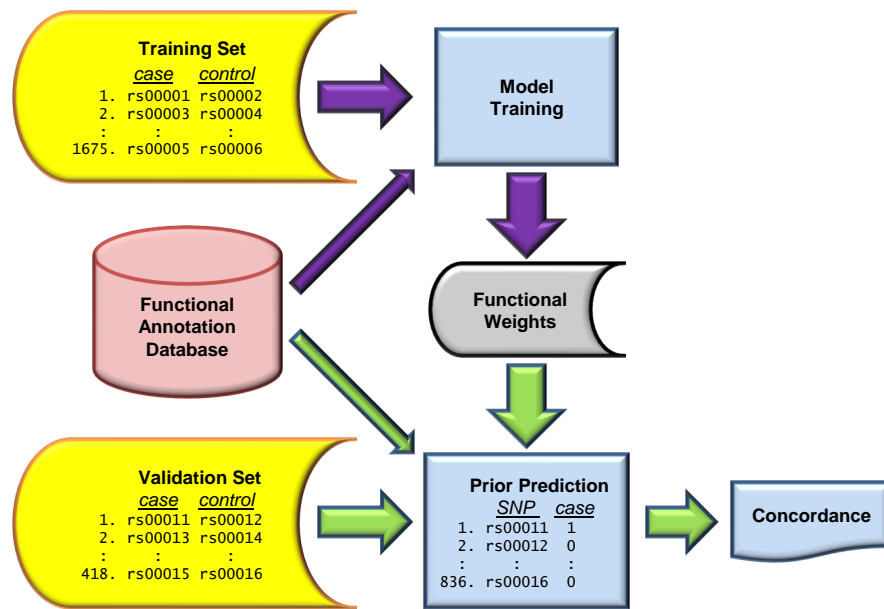 Training Set
case control
1. rs00001 rs00002
2. rs00003 rs00004
: : :
1675. rs00005 rs00006
Model
Training
Functional
Annotation
Database
Functional
Weights
Validation Set
case control
1. rs00011 rs00012
2. rs00013 rs00014
: : :
418. rs00015 rs00016
Prior Prediction
SNP case
1. rs00011 1
2. rs00012 0
: : :
836. rs00016 0
Concordance